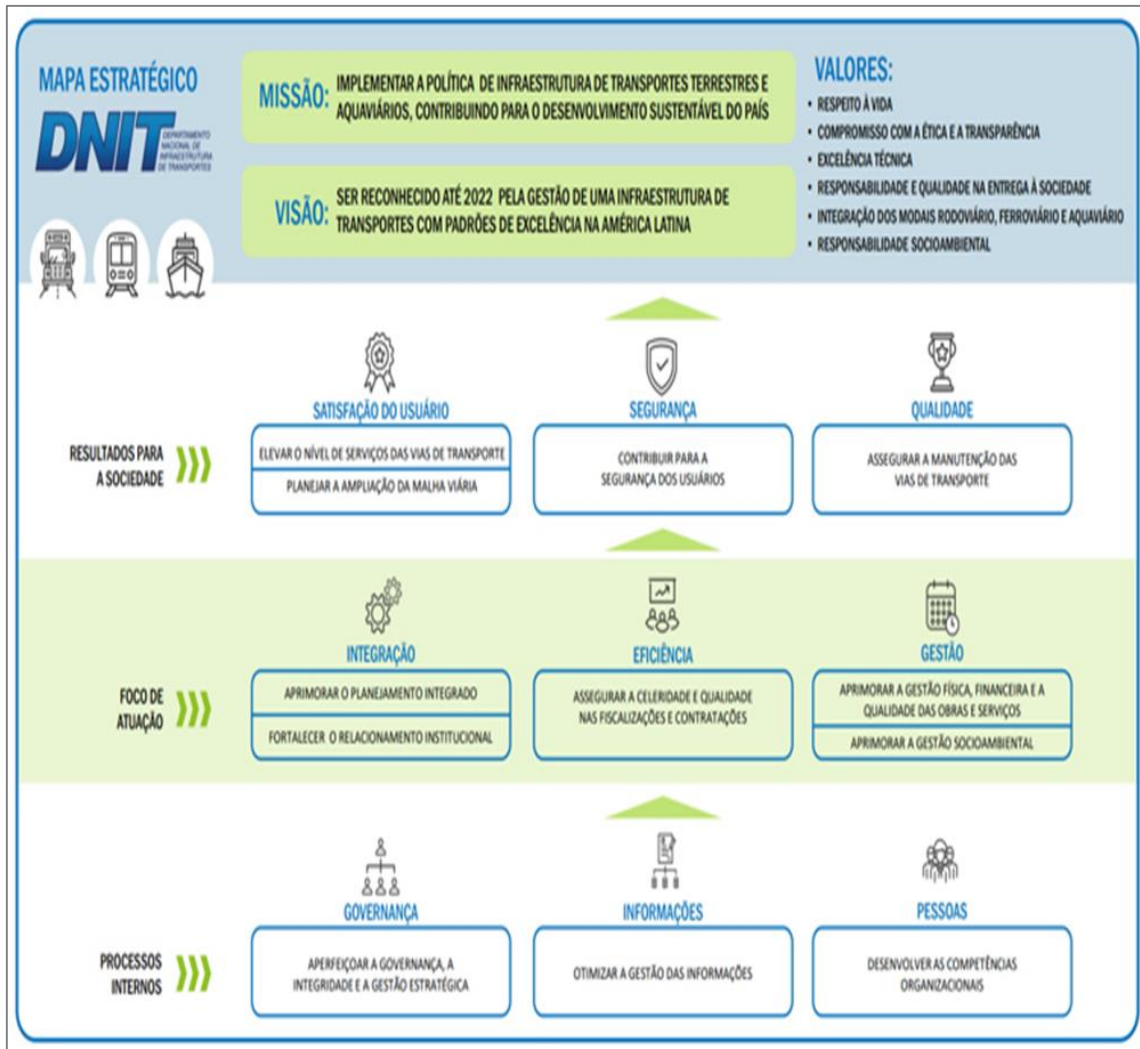 MAPA ESTRATÉGICO
DNIT
DEPARTAMENTO
NACIONAL DE
INFRAESTRUTURA
DE TRANSPORTES
MISSÃO:
IMPLEMENTAR A POLÍTICA DE INFRAESTRUTURA DE TRANSPORTES TERRESTRES E
AQUAVIÁRIOS, CONTRIBUINDO PARA O DESENVOLVIMENTO SUSTENTÁVEL DO PAÍS
VISÃO:
SER RECONHECIDO ATÉ 2022 PELA GESTÃO DE UMA INFRAESTRUTURA DE
TRANSPORTES COM PADRÕES DE EXCELÊNCIA NA AMÉRICA LATINA
VALORES:
• RESPEITO À VIDA
• COMPROMISSO COM A ÉTICA E A TRANSPARÊNCIA
• EXCELÊNCIA TÉCNICA
• RESPONSABILIDADE E QUALIDADE NA ENTREGA À SOCIEDADE
• INTEGRAÇÃO DOS MODAIS RODOVIÁRIO, FERROVIÁRIO E AQUAVIÁRIO
• RESPONSABILIDADE SOCIOAMBIENTAL
RESULTADOS PARA
A SOCIEDADE
SATISFAÇÃO DO USUÁRIO
ELEVAR O NÍVEL DE SERVIÇOS DAS VIAS DE TRANSPORTE
PLANEJAR A AMPLIAÇÃO DA MALHA VIÁRIA
SEGURANÇA
CONTRIBUIR PARA A
SEGURANÇA DOS USUÁRIOS
QUALIDADE
ASSEGURAR A MANUTENÇÃO DAS
VIAS DE TRANSPORTE
FOCO DE
ATUAÇÃO
INTEGRAÇÃO
APRIMORAR O PLANEJAMENTO INTEGRADO
FORTALECER O RELACIONAMENTO INSTITUCIONAL
EFICIÊNCIA
ASSEGURAR A CELERIDADE E QUALIDADE
NAS FISCALIZAÇÕES E CONTRATAÇÕES
GESTÃO
APRIMORAR A GESTÃO FÍSICA, FINANCEIRA E A
QUALIDADE DAS OBRAS E SERVIÇOS
APRIMORAR A GESTÃO SOCIOAMBIENTAL
PROCESSOS
INTERNOS
GOVERNANÇA
APERFEIÇOAR A GOVERNANÇA, A
INTEGRIDADE E A GESTÃO ESTRATÉGICA
INFORMAÇÕES
OTIMIZAR A GESTÃO DAS INFORMAÇÕES
PESSOAS
DESENVOLVER AS COMPETÊNCIAS
ORGANIZACIONAIS